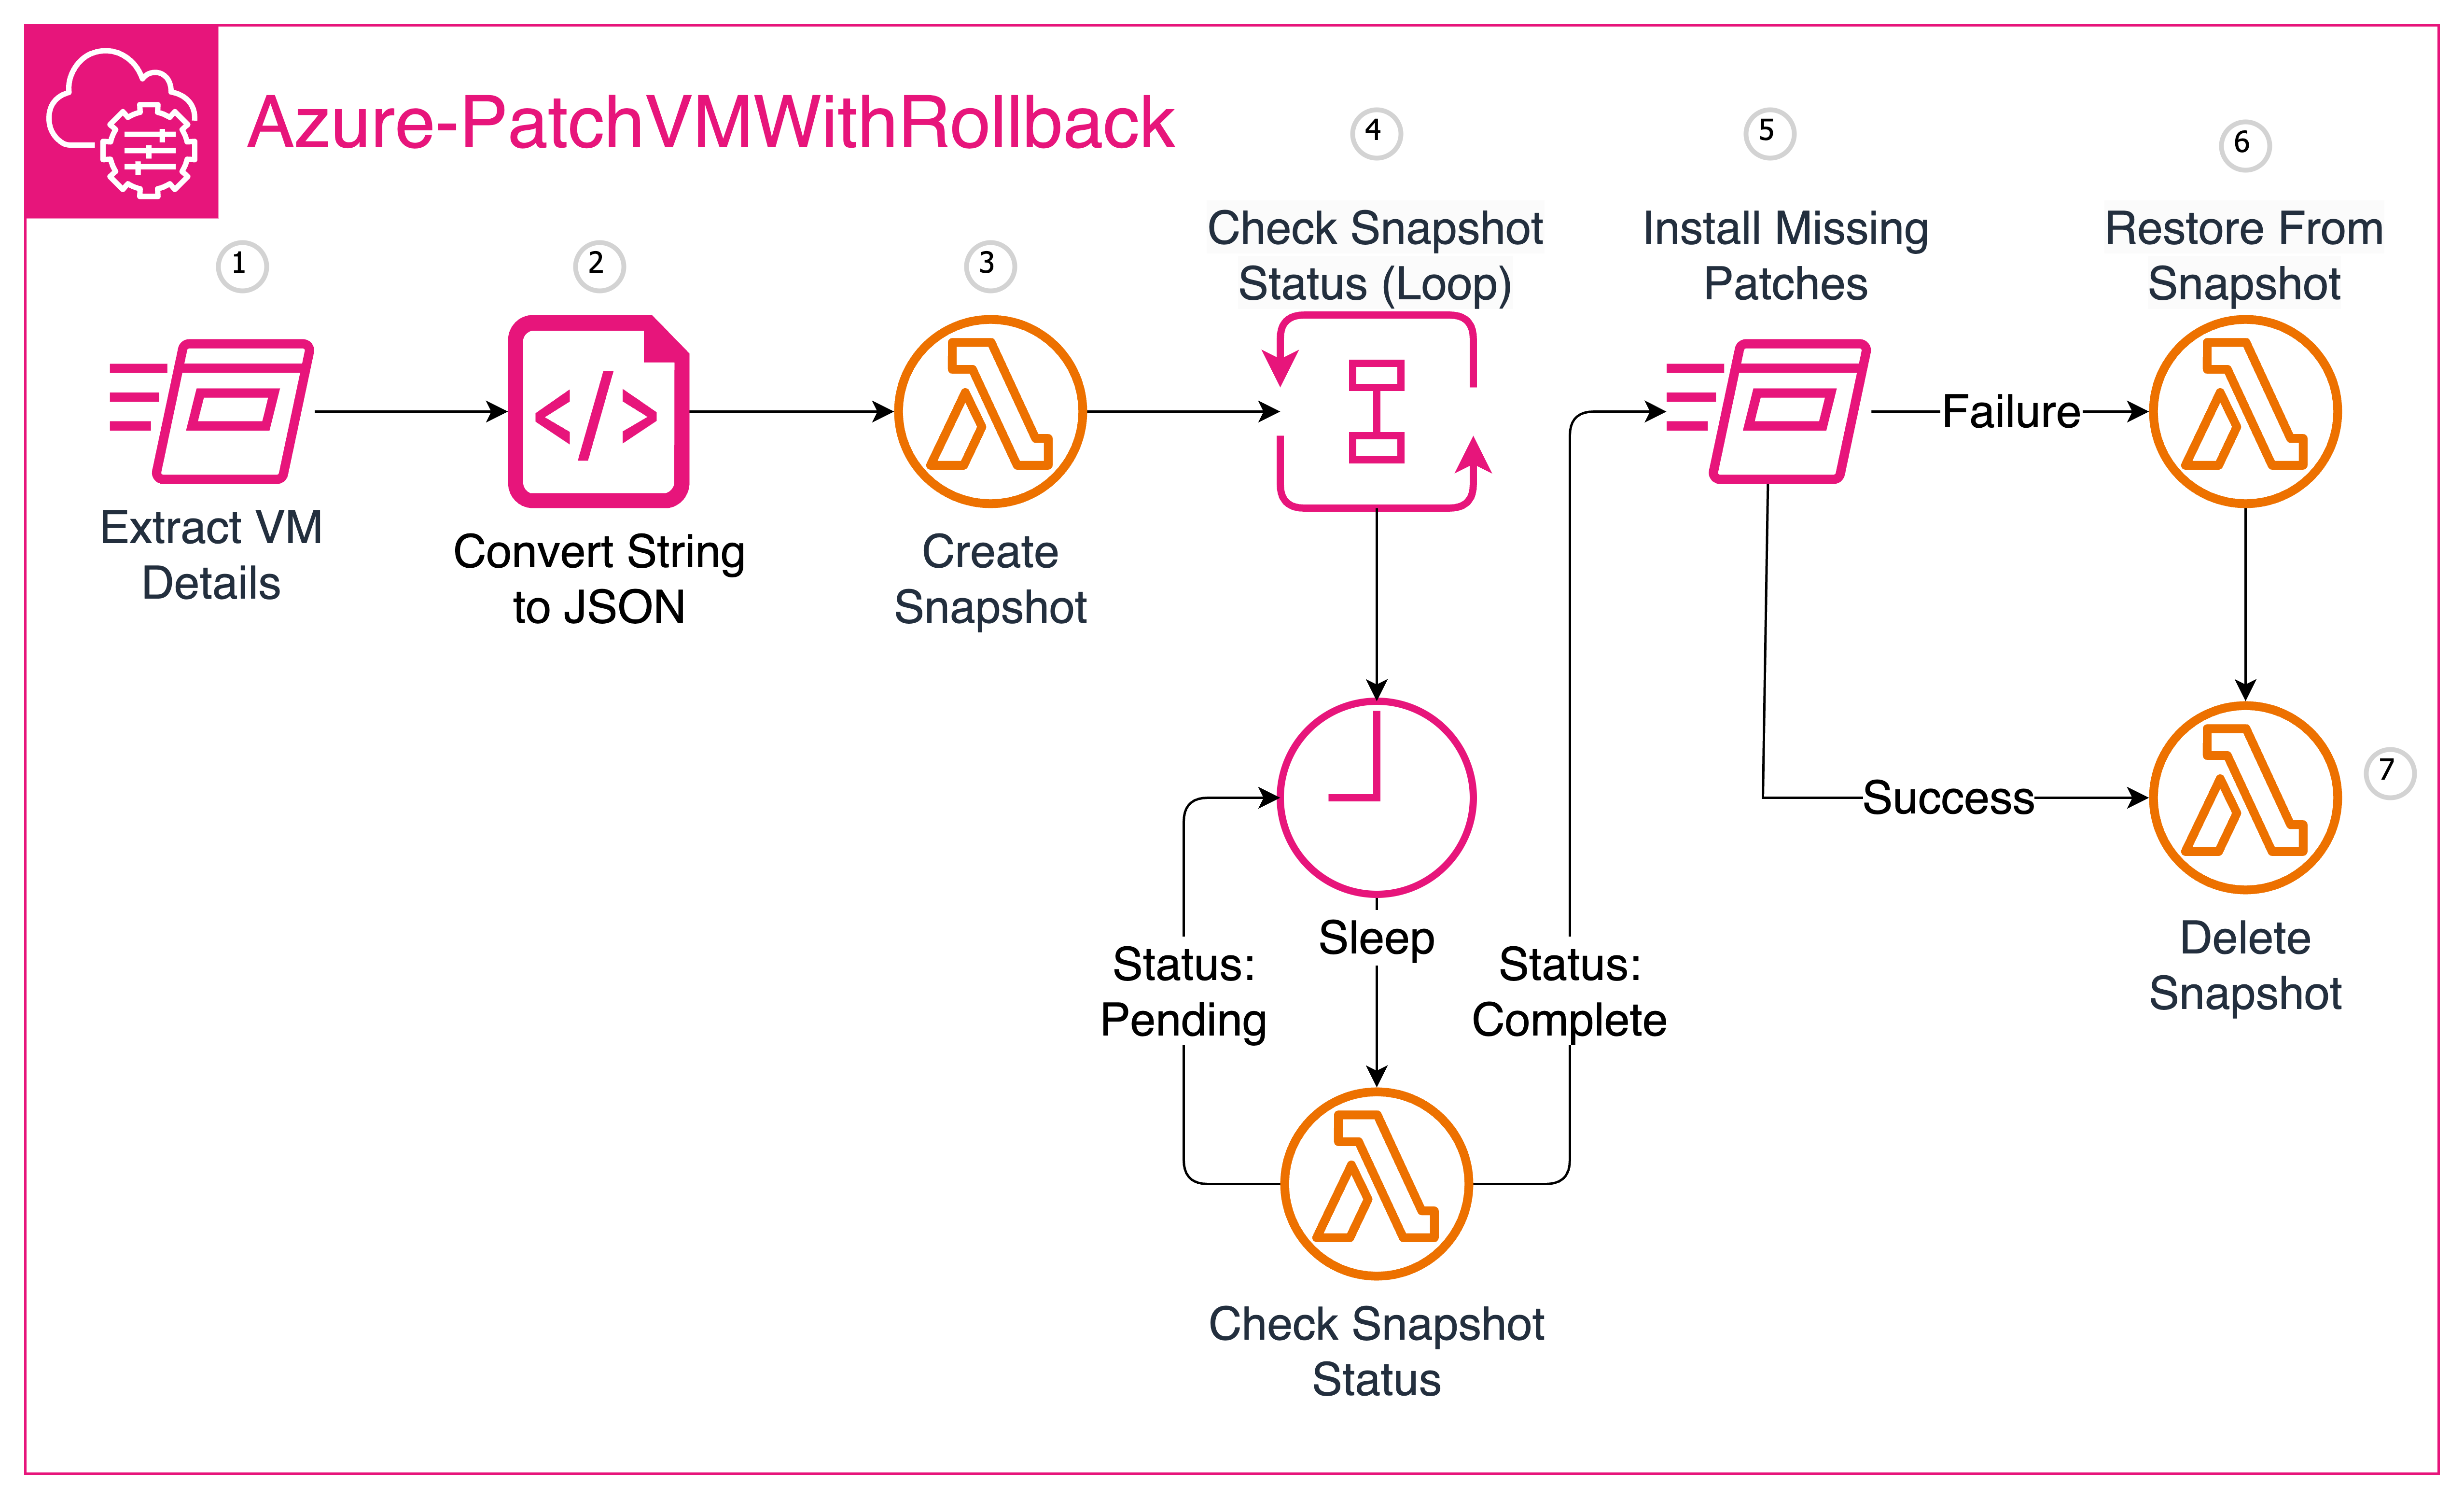 Azure-PatchVMWithRollback
1
Extract VM
Details
2
Convert String
to JSON
3
Create
Snapshot
4
Check Snapshot
Status (Loop)
Sleep
Status:
Pending
Status:
Complete
Check Snapshot
Status
5
Install Missing
Patches
Failure
Success
6
Restore From
Snapshot
7
Delete
Snapshot